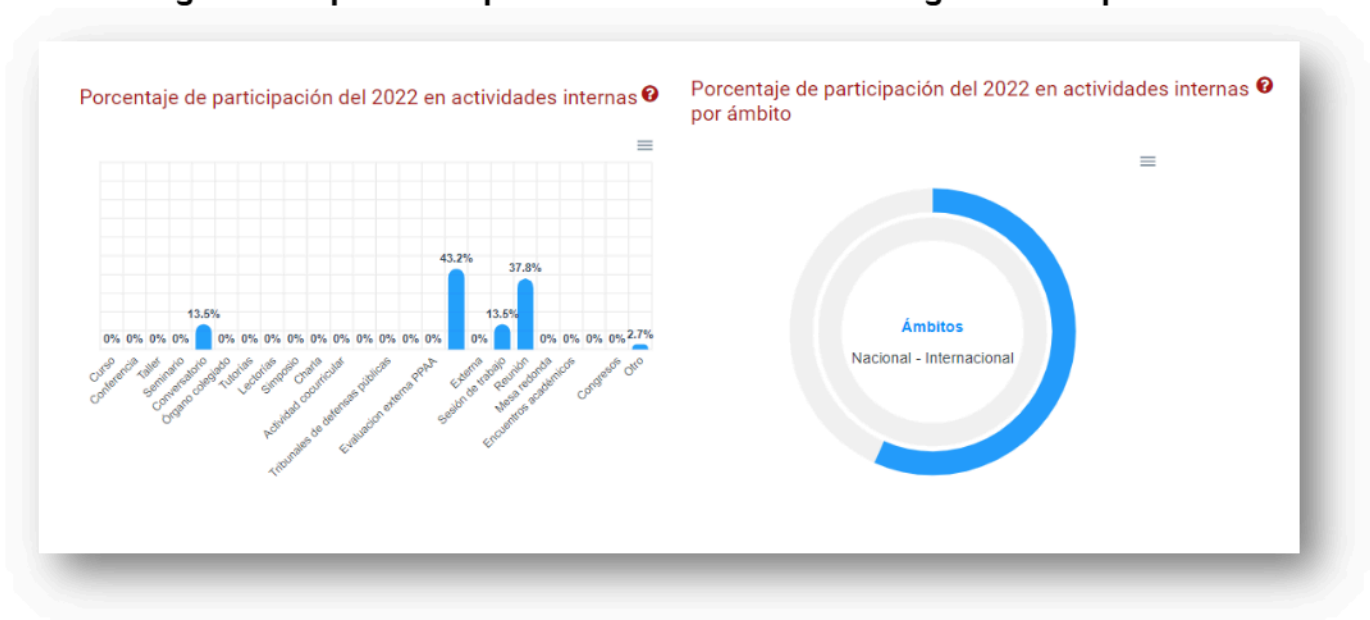 Porcentaje de participación del 2022 en actividades internas ?
Porcentaje de participación del 2022 en actividades internas ?
por ámbito
43.2%
37.8%
13.5%
13.5%
0% 0% 0% 0% 0% 0% 0% 0% 0% 0% 0% 0% 0% 0% 0% 0% 0% 0% 2.7%
Curso
Conferencia
Taller
Seminario
Conversatorio
Órgano colegiado
Tutorías
Lectorías
Simposio
Charla
Actividad cocurricular
Tribunales de defensas públicas
Evaluacion externa PPAA
Externa
Sesión de trabajo
Reunión
Mesa redonda
Encuentros académicos
Congresos
Otro
Ámbitos
Nacional - Internacional